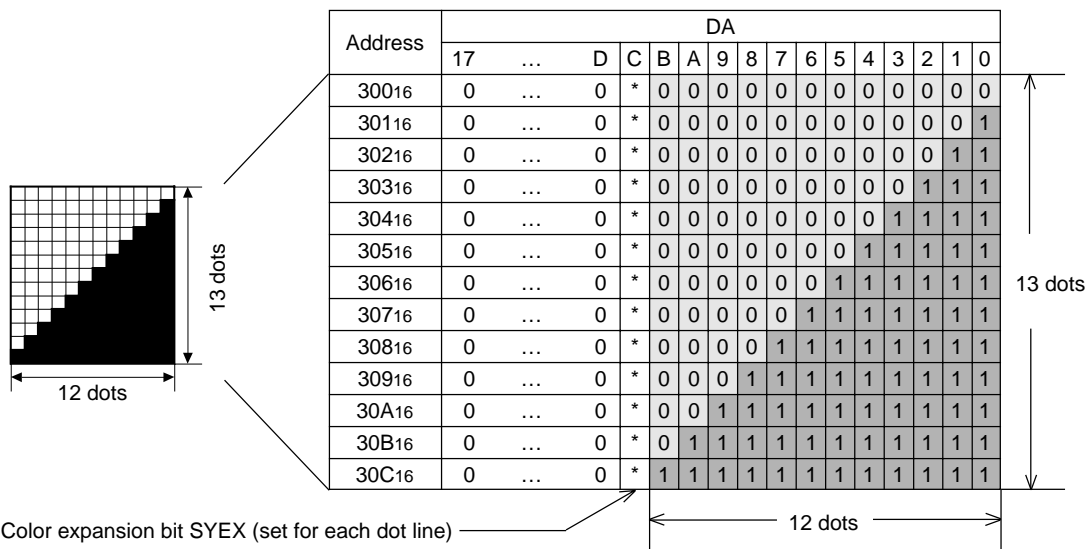 Address DA
17 … D C B A 9 8 7 6 5 4 3 2 1 0
30016 0 … 0 * 0 0 0 0 0 0 0 0 0 0 0 0
30116 0 … 0 * 0 0 0 0 0 0 0 0 0 0 0 1
30216 0 … 0 * 0 0 0 0 0 0 0 0 0 0 1 1
30316 0 … 0 * 0 0 0 0 0 0 0 0 0 1 1 1
30416 0 … 0 * 0 0 0 0 0 0 0 0 1 1 1 1
30516 0 … 0 * 0 0 0 0 0 0 0 1 1 1 1 1
30616 0 … 0 * 0 0 0 0 0 0 1 1 1 1 1 1
30716 0 … 0 * 0 0 0 0 0 1 1 1 1 1 1 1
30816 0 … 0 * 0 0 0 0 1 1 1 1 1 1 1 1
30916 0 … 0 * 0 0 0 1 1 1 1 1 1 1 1 1
30A16 0 … 0 * 0 0 1 1 1 1 1 1 1 1 1 1
30B16 0 … 0 * 0 1 1 1 1 1 1 1 1 1 1 1
30C16 0 … 0 * 1 1 1 1 1 1 1 1 1 1 1 1
13 dots
12 dots
13 dots
12 dots
Color expansion bit SYEX (set for each dot line)